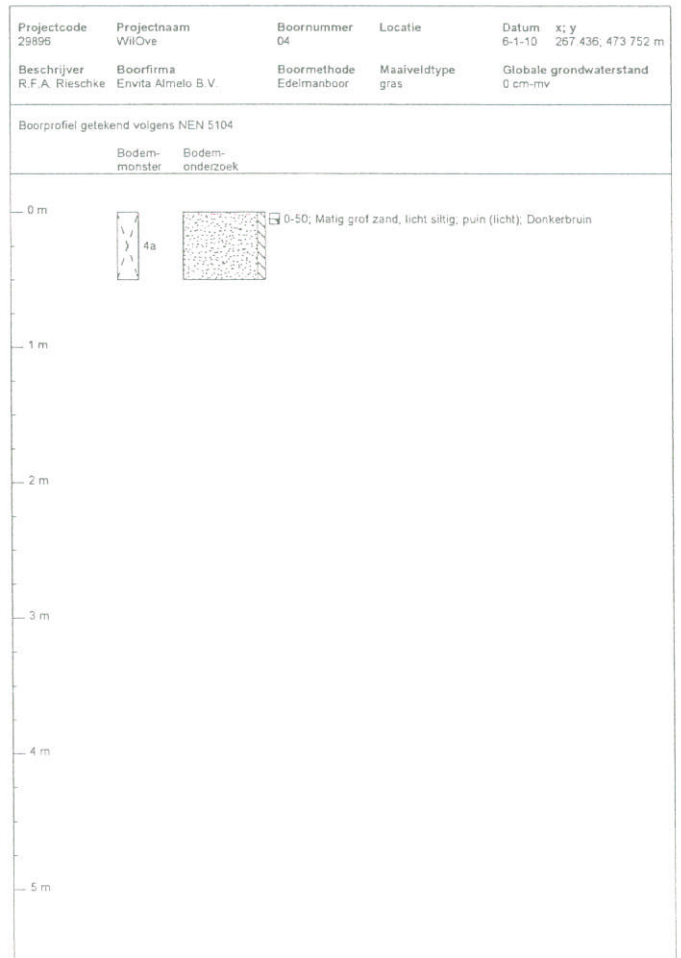 Projectcode Projectnaam Boornummer Locatie Datum x; y
29896 WilOve 04 6-1-10 267 436; 473 752 m
Beschrijver Boorfirma Boormethode Maaiveldtype Globale grondwaterstand
R.F.A. Rieschke Envita Almelo B.V. Edelmanboor gras 0 cm-mv
Boorprofiel getekend volgens NEN 5104
Bodem- Bodem-
monster onderzoek
0 m
0-50; Matig grof zand, licht siltig; puin (licht); Donkerbruin
4a
1 m
2 m
3 m
4 m
5 m